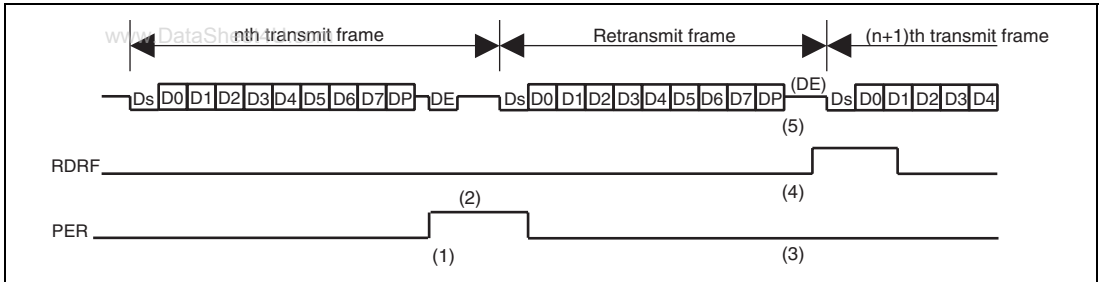 www.DataSheet4U.com
nth transmit frame Retransmit frame (n+1)th transmit frame
Ds D0 D1 D2 D3 D4 D5 D6 D7 DP DE Ds D0 D1 D2 D3 D4 D5 D6 D7 DP (DE) Ds D0 D1 D2 D3 D4
(5)
RDRF
(4)
(2)
PER
(1) (3)